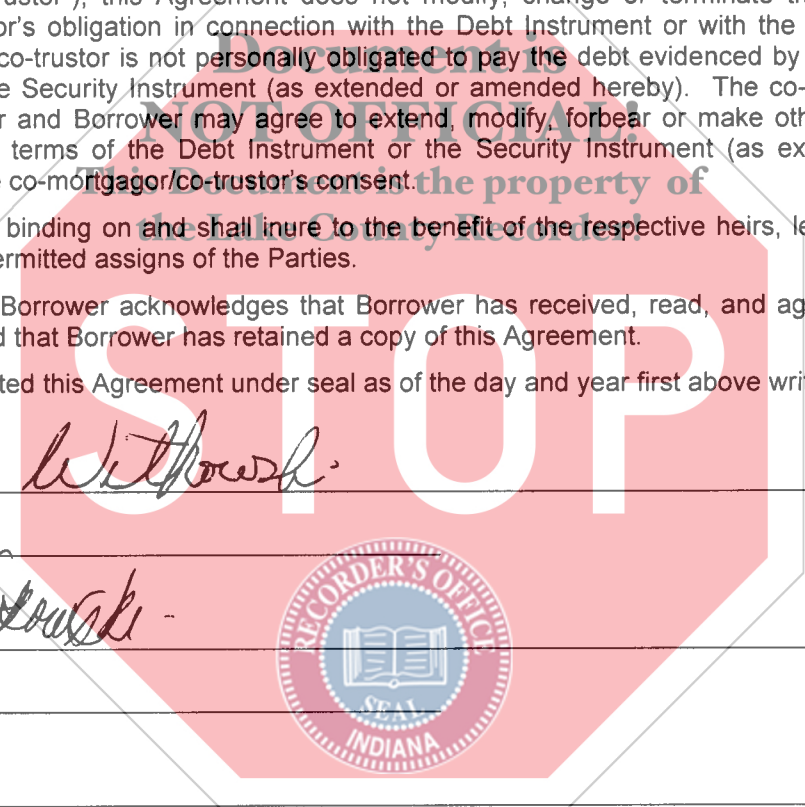 rustor"), this Agreement does not modify, change or terminate th
or's obligation in connection with the Debt Instrument or with the
Document is
co-trustor is not personally obligated to pay the debt evidenced by
e Security Instrument (as extended or amended hereby). The co-
NOT OFFICIAL!
r and Borrower may agree to extend, modify, forbear or make oth
terms of the Debt Instrument or the Security Instrument (as ex
This Document is the property of
co-mortgagor/co-trustor's consent.
the Lake County Recorder!
binding on and shall inure to the benefit of the respective heirs, le
ermitted assigns of the Parties.
Borrower acknowledges that Borrower has received, read, and ag
d that Borrower has retained a copy of this Agreement.
STOP
ted this Agreement under seal as of the day and year first above writ
Witkowski
kowski
RECORDER'S OFFICE
SEAL
INDIANA